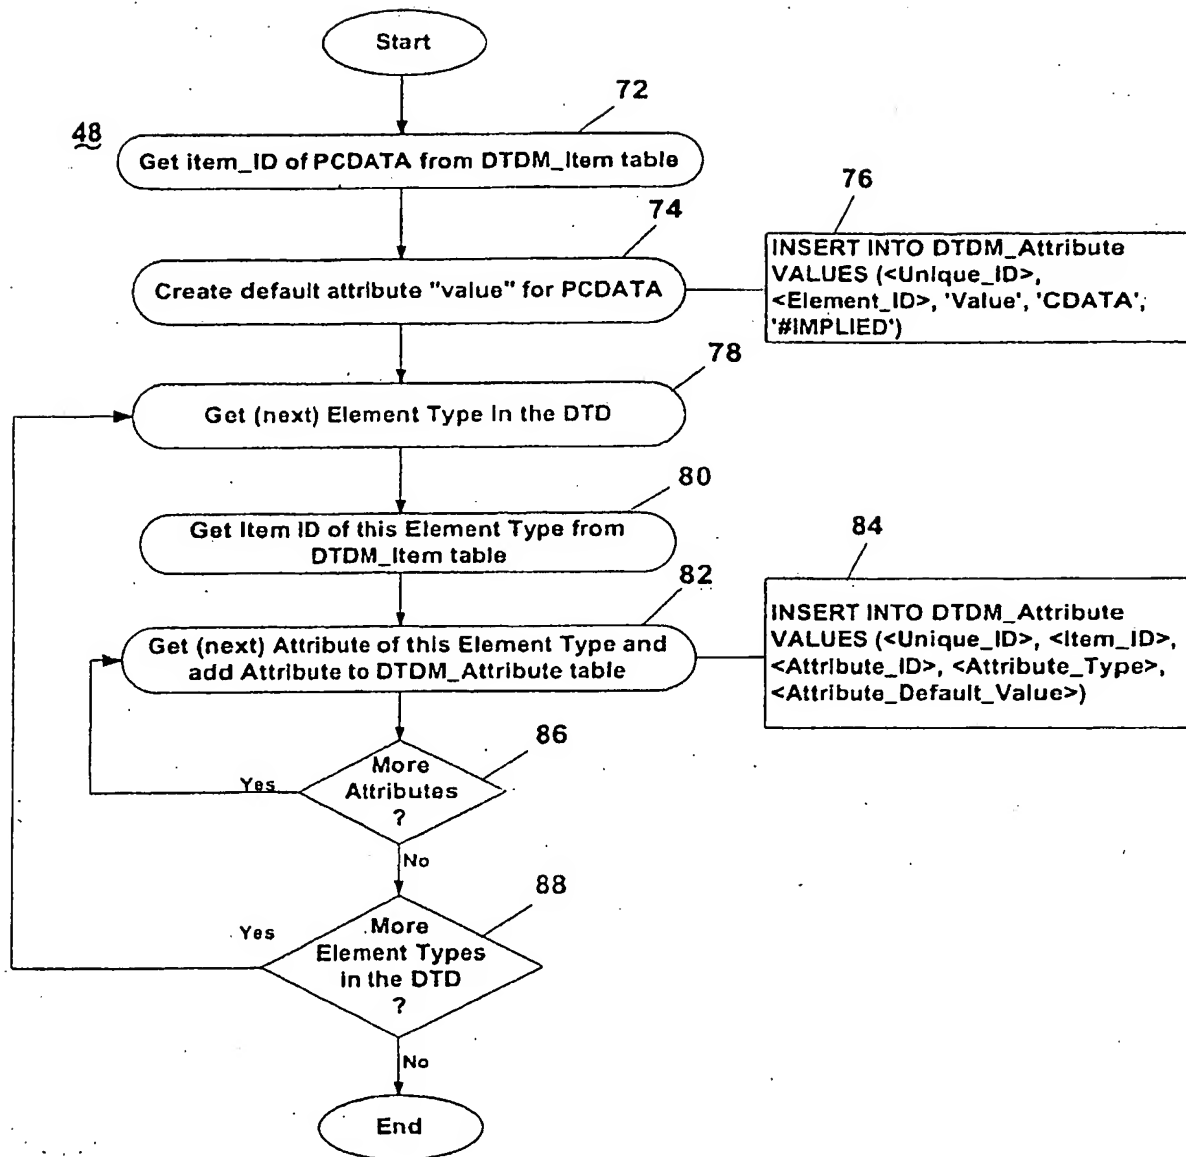 Start
48
72
Get item_ID of PCDATA from DTDM_Item table
74
Create default attribute "value" for PCDATA
76
INSERT INTO DTDM_Attribute
VALUES (<Unique_ID>,
<Element_ID>, 'Value', 'CDATA',
'#IMPLIED')
78
Get (next) Element Type in the DTD
80
Get Item ID of this Element Type from
DTDM_Item table
82
Get (next) Attribute of this Element Type and
add Attribute to DTDM_Attribute table
84
INSERT INTO DTDM_Attribute
VALUES (<Unique_ID>, <Item_ID>,
<Attribute_ID>, <Attribute_Type>,
<Attribute_Default_Value>)
86
More
Attributes
?
Yes
No
88
More
Element Types
in the DTD
?
Yes
No
End